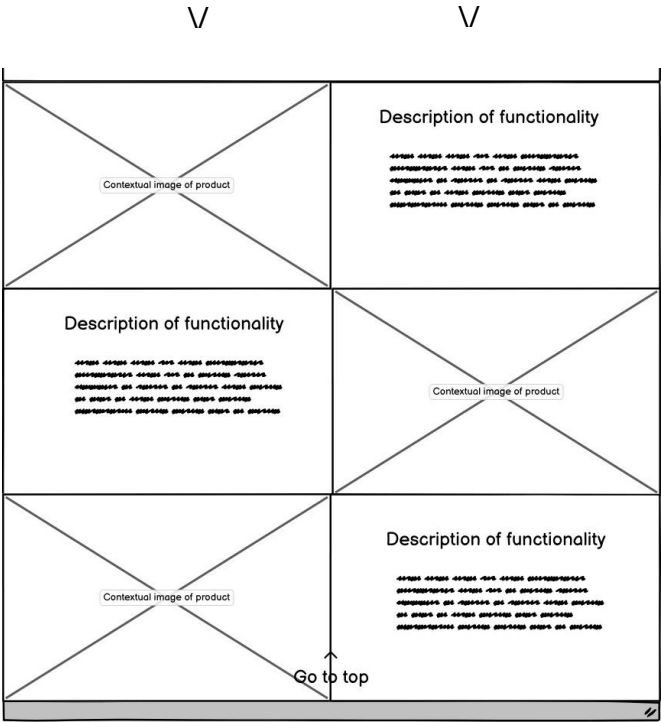 \/ \/
Description of functionality
Contextual image of product
Description of functionality
Contextual image of product
Description of functionality
Contextual image of product
Go to top